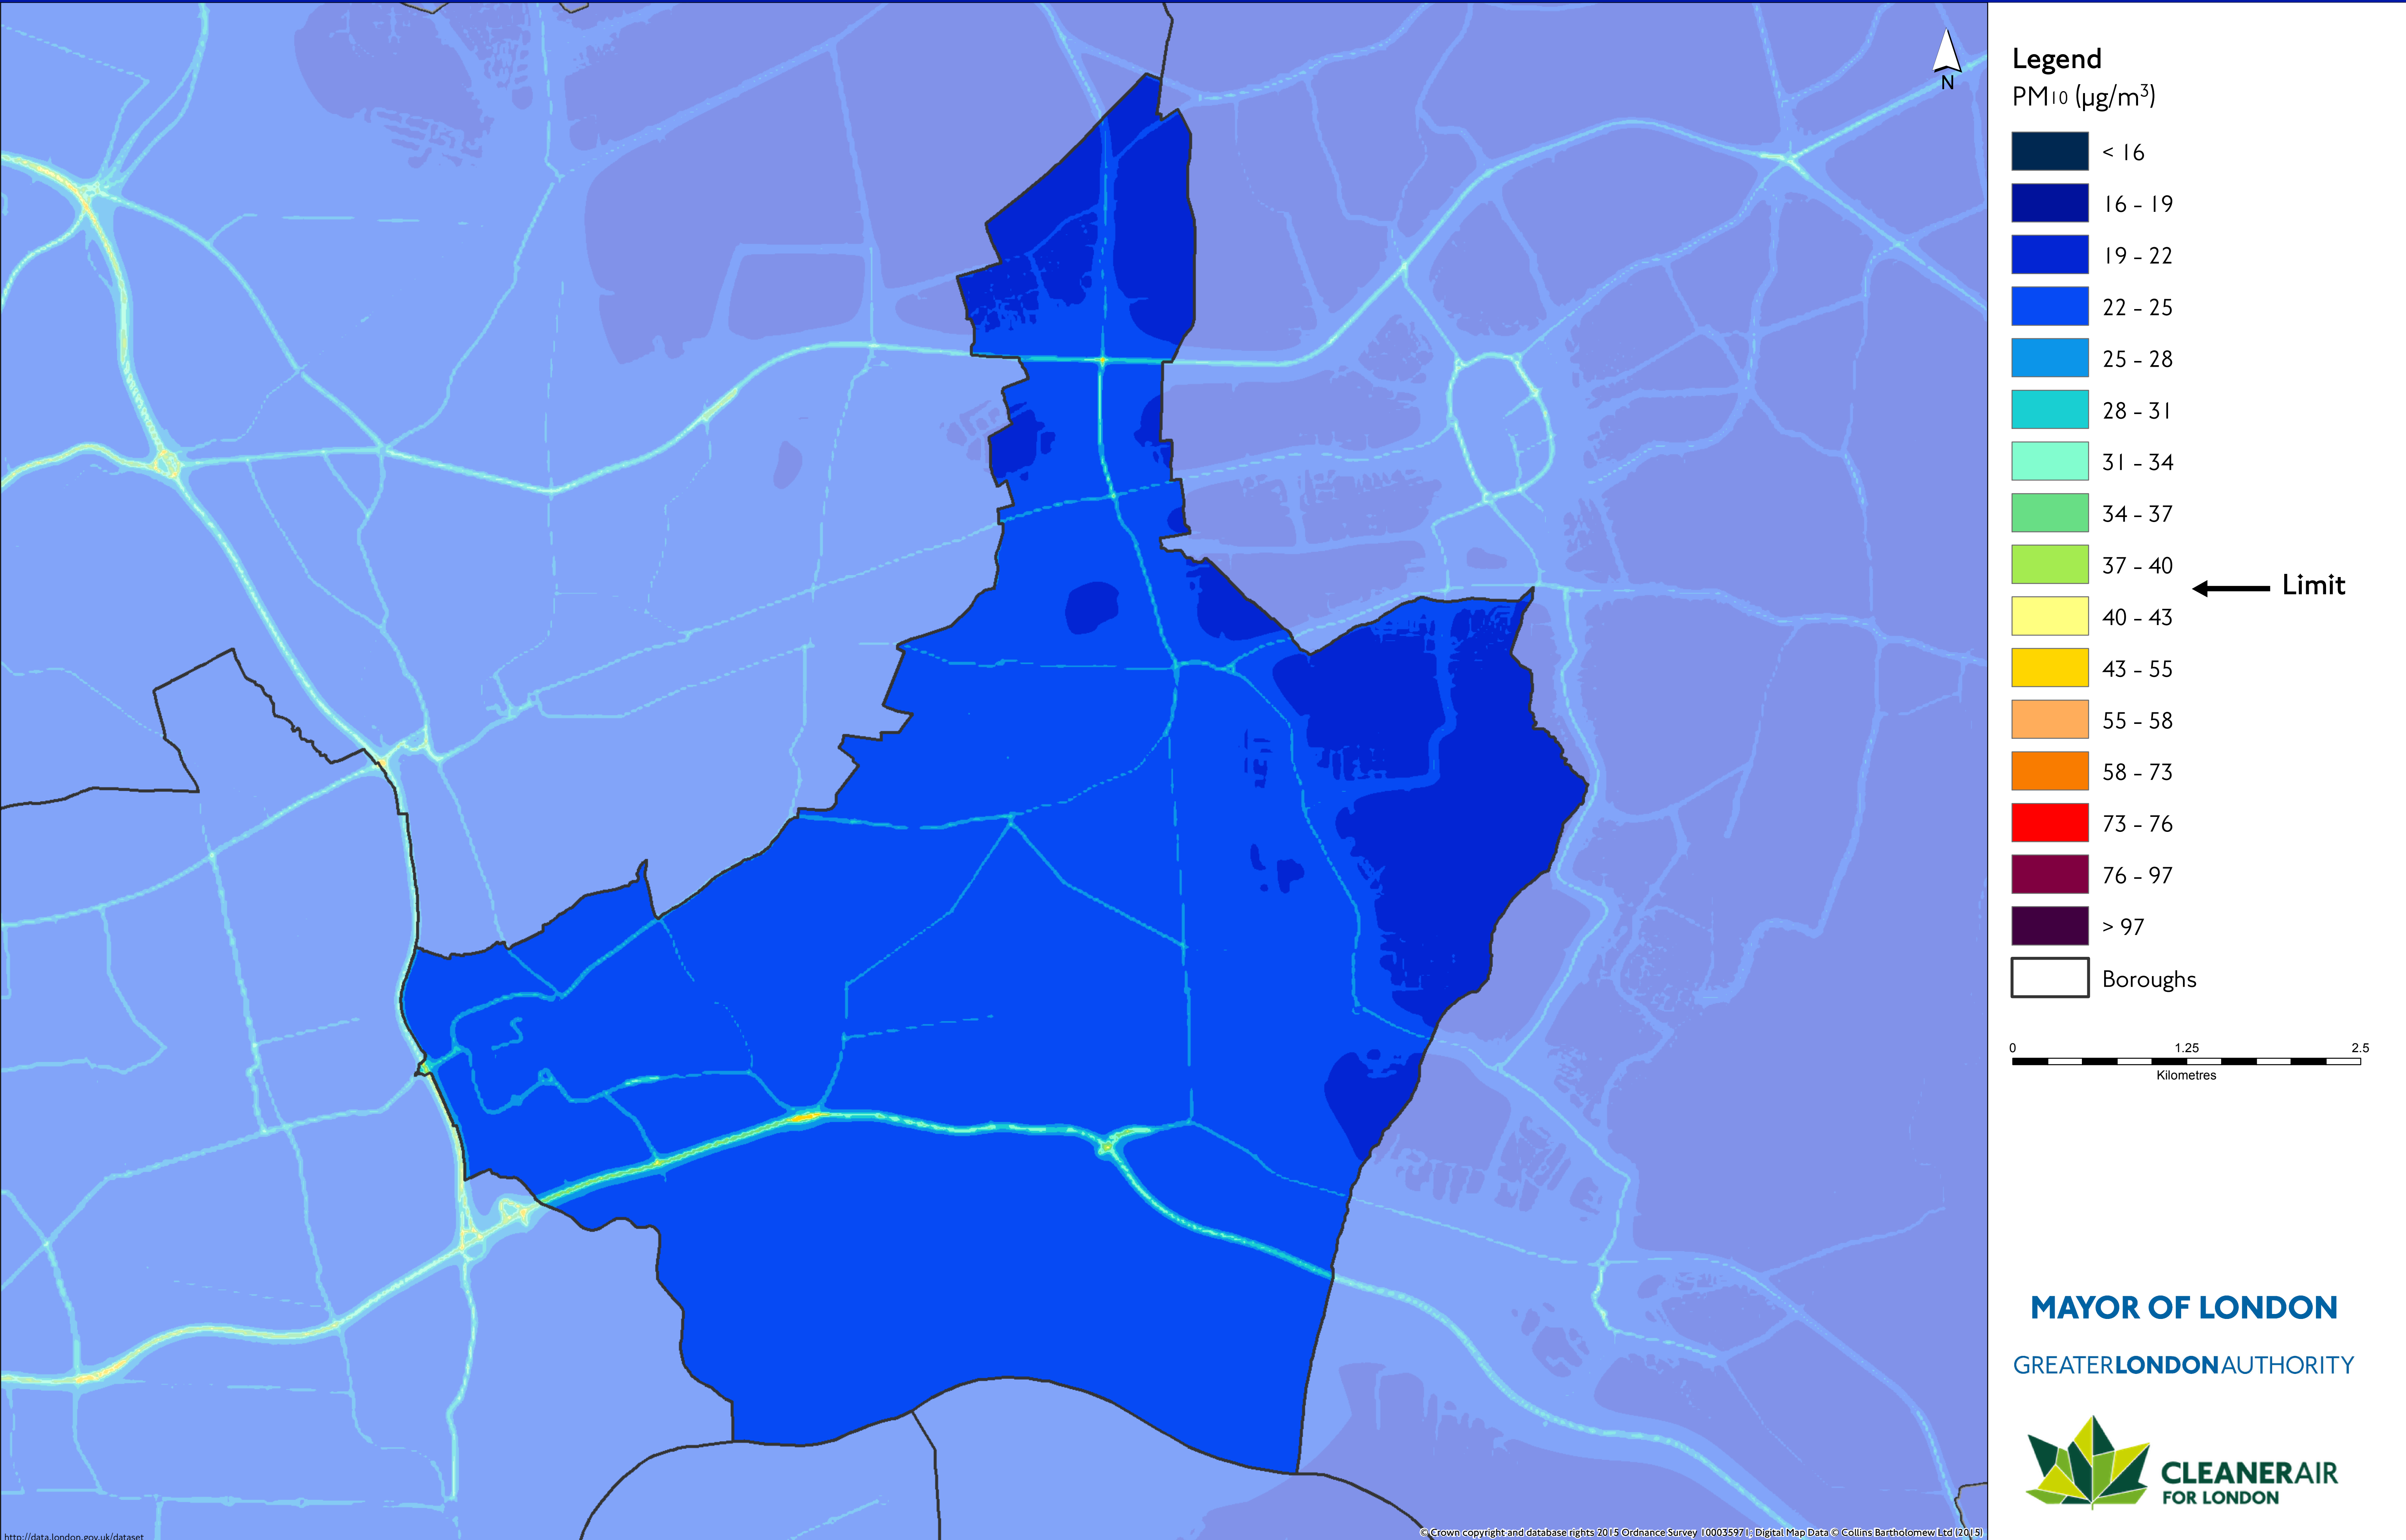 N
Legend
PM10 (µg/m³)
< 16
16 - 19
19 - 22
22 - 25
25 - 28
28 - 31
31 - 34
34 - 37
37 - 40
Limit
40 - 43
43 - 55
55 - 58
58 - 73
73 - 76
76 - 97
> 97
Boroughs
0 1.25 2.5
Kilometres
MAYOR OF LONDON
GREATERLONDONAUTHORITY
CLEANERAIR
FOR LONDON
http://data.london.gov.uk/dataset
© Crown copyright and database rights 2015 Ordnance Survey 100035971; Digital Map Data © Collins Bartholomew Ltd (2015)